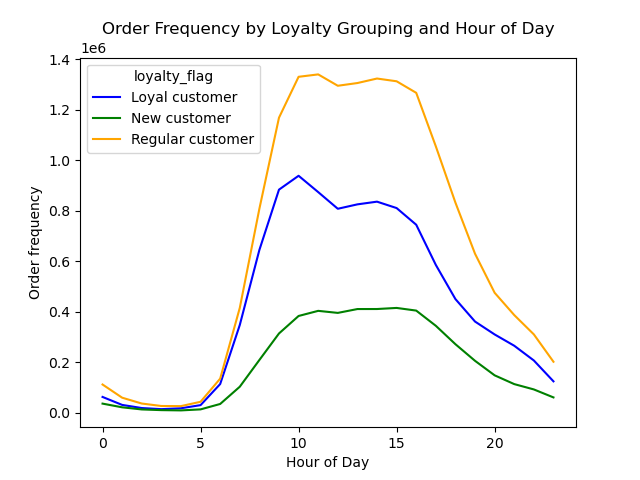 Order Frequency by Loyalty Grouping and Hour of Day
1e6
1.4
1.2
1.0
0.8
0.6
0.4
0.2
0.0
Order frequency
loyalty_flag
Loyal customer
New customer
Regular customer
0 5 10 15 20
Hour of Day